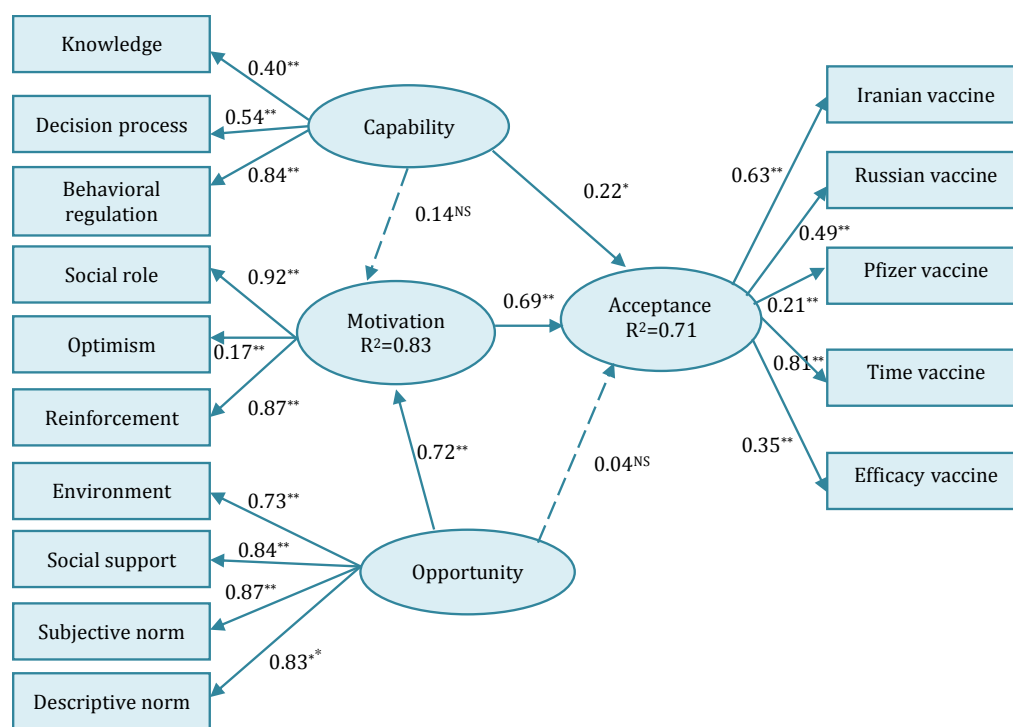 Knowledge
0.40**
Decision process
0.54**
Behavioral
regulation
0.84**
Capability
0.22*
0.14NS
Social role
0.92**
Optimism
0.17**
Reinforcement
0.87**
Motivation
R²=0.83
0.69**
Acceptance
R²=0.71
0.72**
0.04NS
Environment
0.73**
Social support
0.84**
Subjective norm
0.87**
Descriptive norm
0.83**
Opportunity
Iranian vaccine
0.63**
Russian vaccine
0.49**
Pfizer vaccine
0.21**
Time vaccine
0.81**
Efficacy vaccine
0.35**